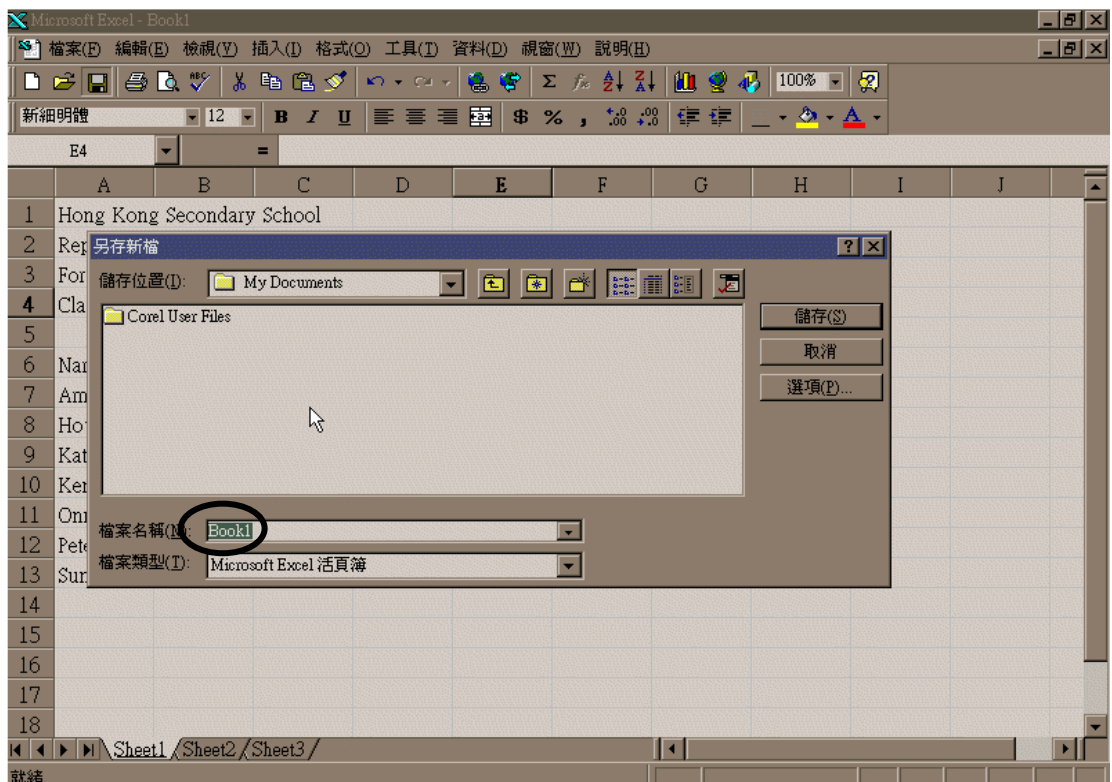 Microsoft Excel - Book1
檔案(F) 編輯(E) 檢視(V) 插入(I) 格式(O) 工具(T) 資料(D) 視窗(W) 說明(H)
100%
新細明體 12 B I U $ % ,
E4 =
A B C D E F G H I J
1 Hong Kong Secondary School
2 Rep
3 For
4 Cla
5
6 Nar
7 Am
8 Ho
9 Kat
10 Ker
11 Onr
12 Pete
13 Sun
14
15
16
17
18
另存新檔
儲存位置(I): My Documents
Corel User Files
儲存(S)
取消
選項(P)...
檔案名稱(N): Book1
檔案類型(T): Microsoft Excel 活頁簿
Sheet1 Sheet2 Sheet3
就緒